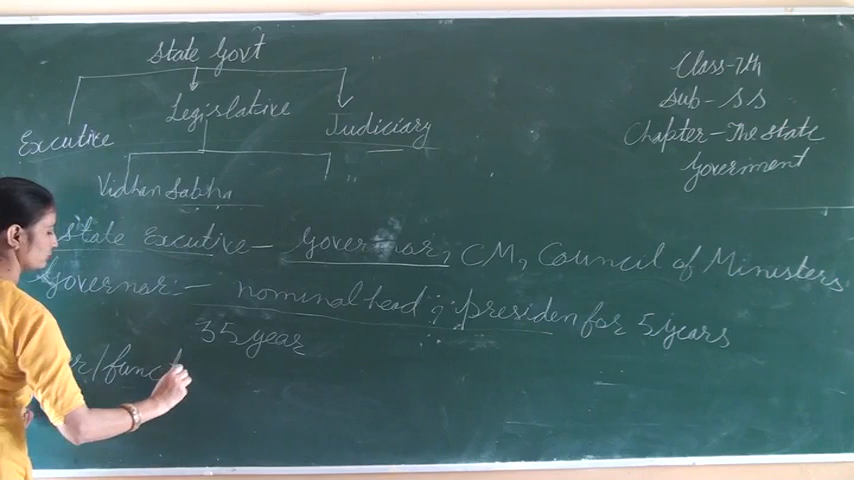 State Govt
Class-7th
Sub-SS
Chapter-The State
Goverment
Legislative
Excutive
Judiciary
Vidhan Sabha
State Excutive- Governor, CM, Council of Ministers
Governor:- nominal head; presiden for 5 years
35 year
r/funct